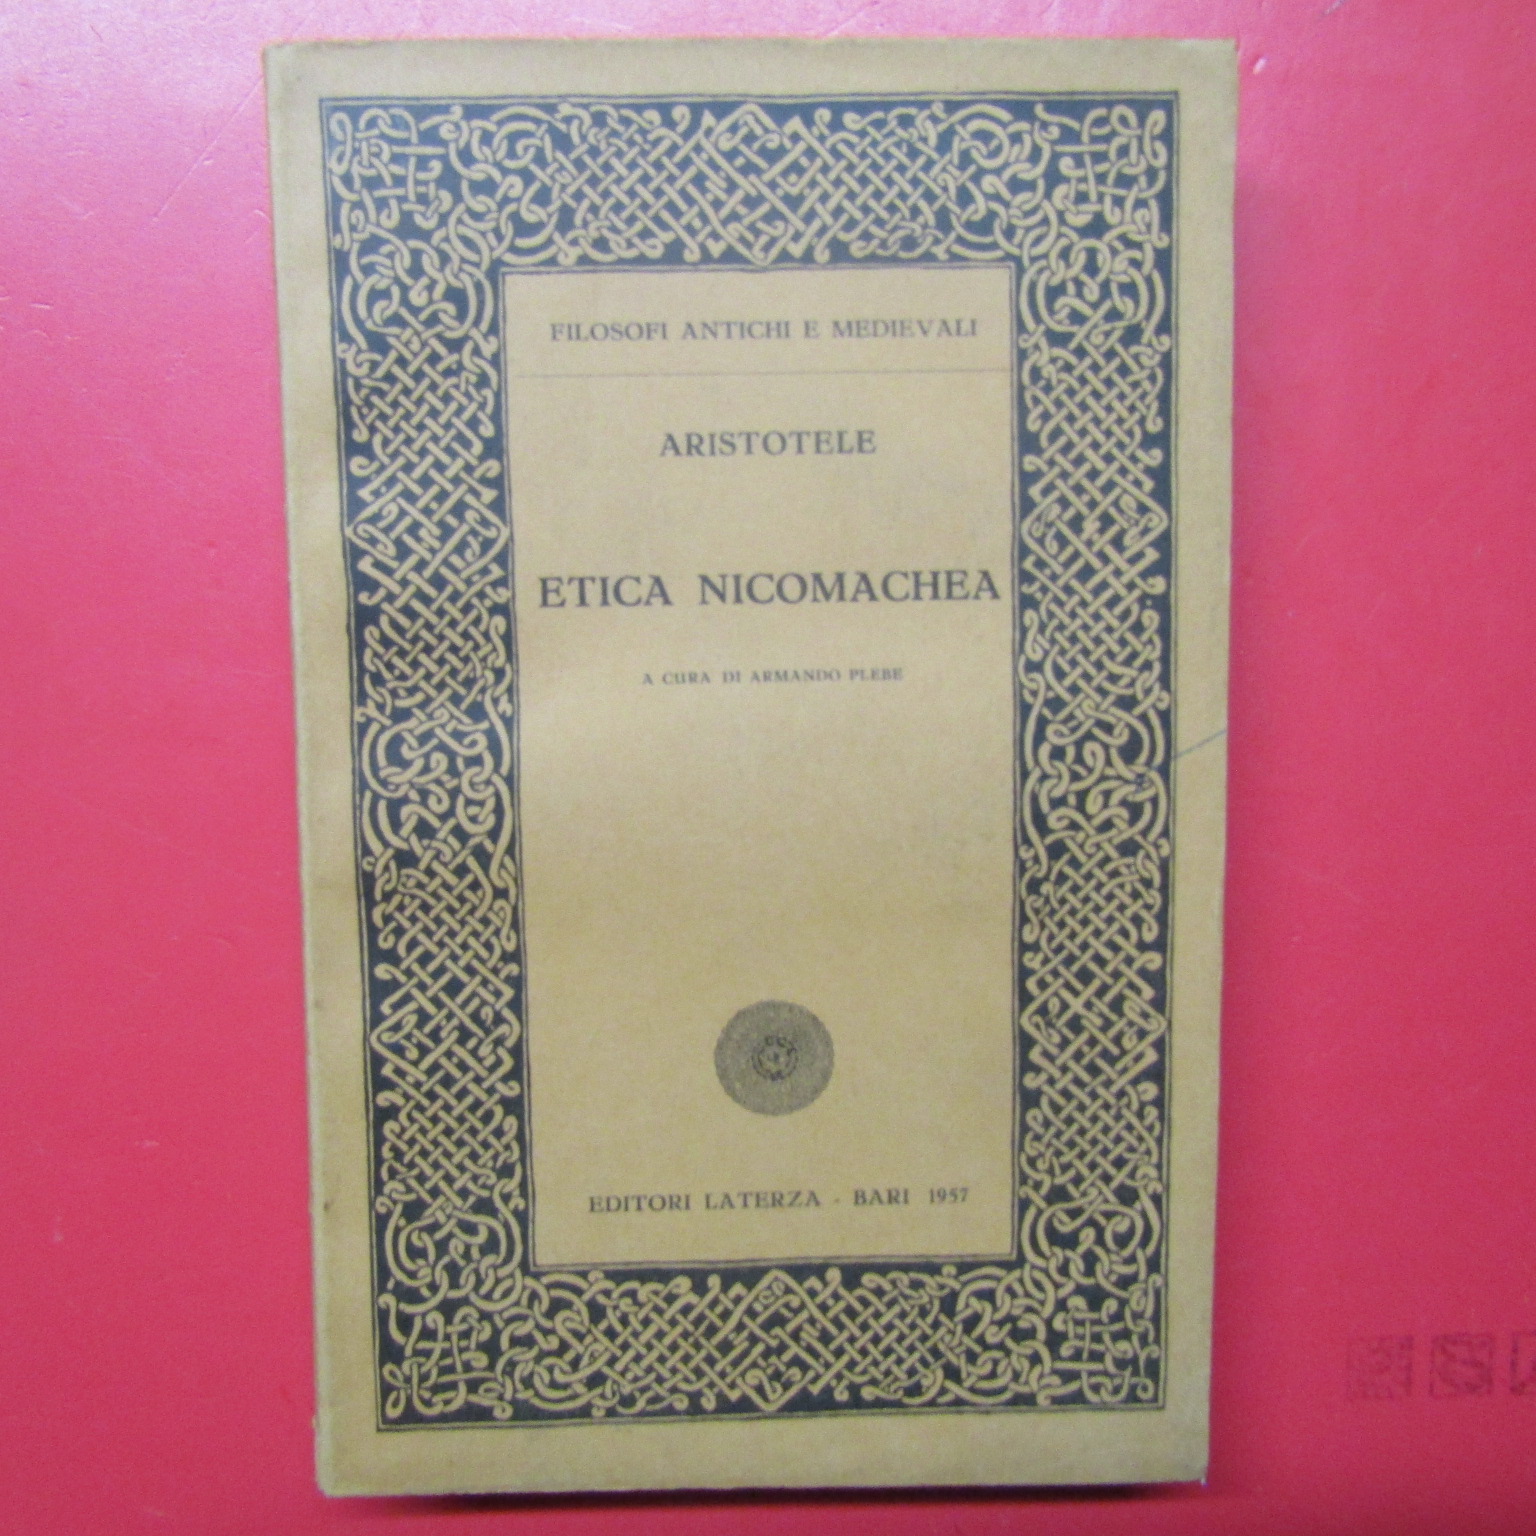 FILOSOFI ANTICHI E MEDIEVALI
ARISTOTELE
ETICA NICOMACHEA
A CURA DI ARMANDO PLEBE
EDITORI LATERZA - BARI 1957